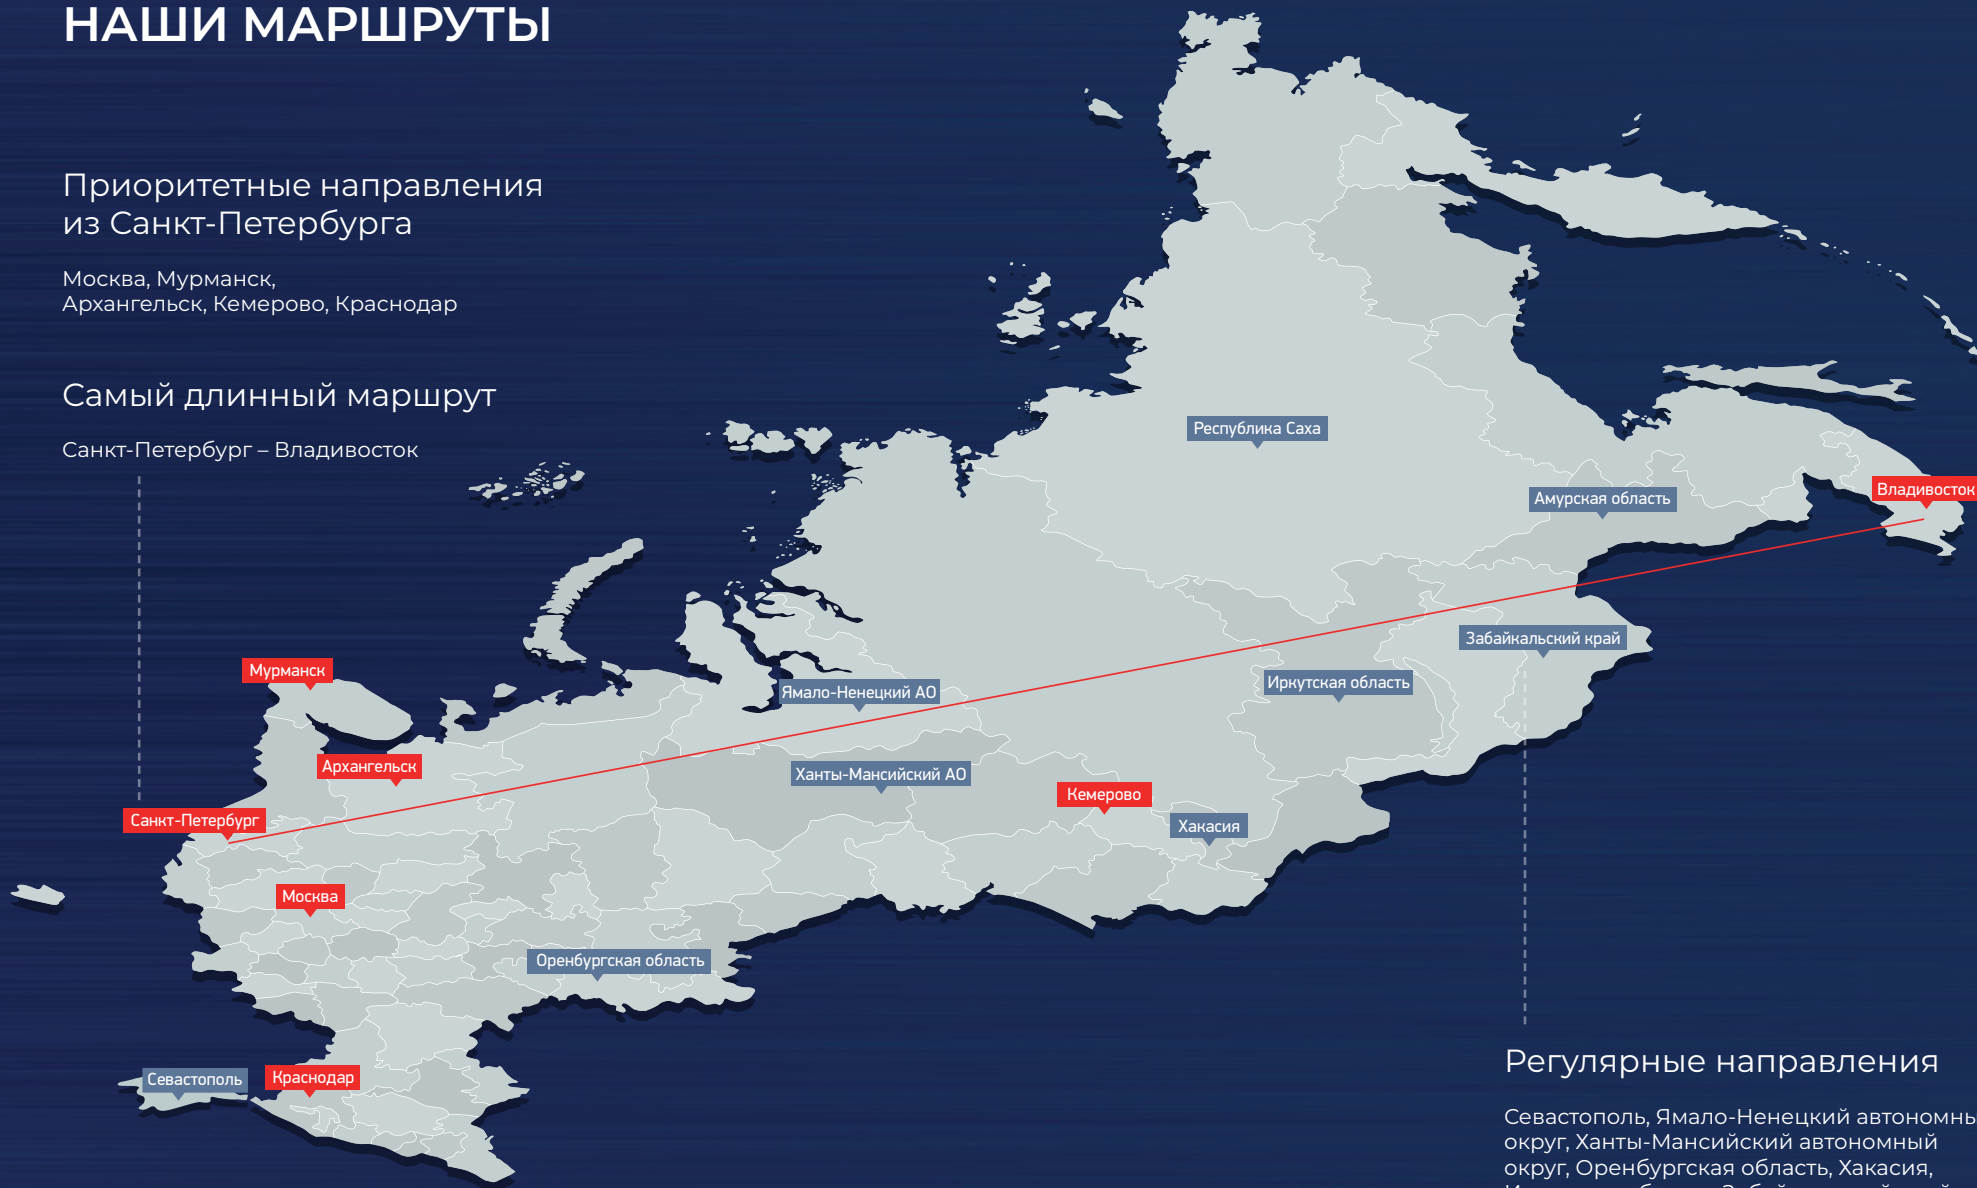 НАШИ МАРШРУТЫ
Приоритетные направления
из Санкт-Петербурга
Москва, Мурманск,
Архангельск, Кемерово, Краснодар
Самый длинный маршрут
Санкт-Петербург – Владивосток
Республика Саха
Владивосток
Амурская область
Забайкальский край
Мурманск
Иркутская область
Ямало-Ненецкий АО
Архангельск
Ханты-Мансийский АО
Кемерово
Санкт-Петербург
Хакасия
Москва
Оренбургская область
Севастополь
Краснодар
Регулярные направления
Севастополь, Ямало-Ненецкий автономны
округ, Ханты-Мансийский автономный
округ, Оренбургская область, Хакасия,